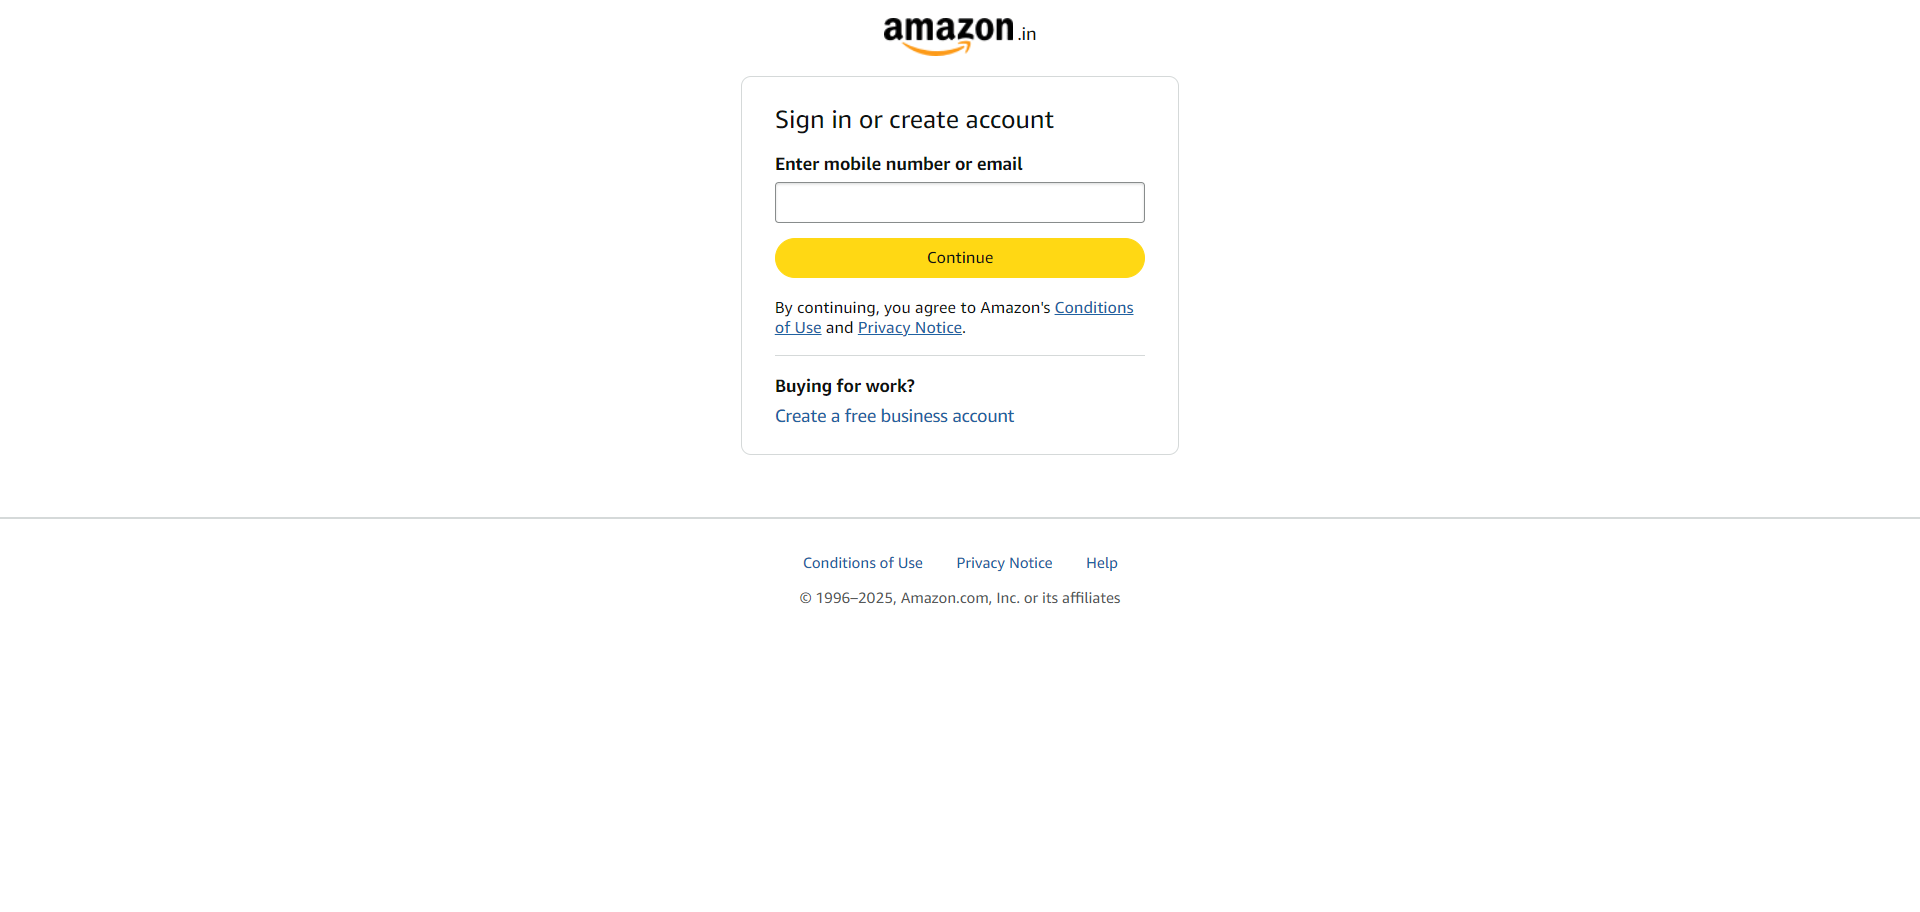 amazon.in
Sign in or create account
Enter mobile number or email
Continue
By continuing, you agree to Amazon's Conditions
of Use and Privacy Notice.
Buying for work?
Create a free business account
Conditions of Use Privacy Notice Help
© 1996–2025, Amazon.com, Inc. or its affiliates